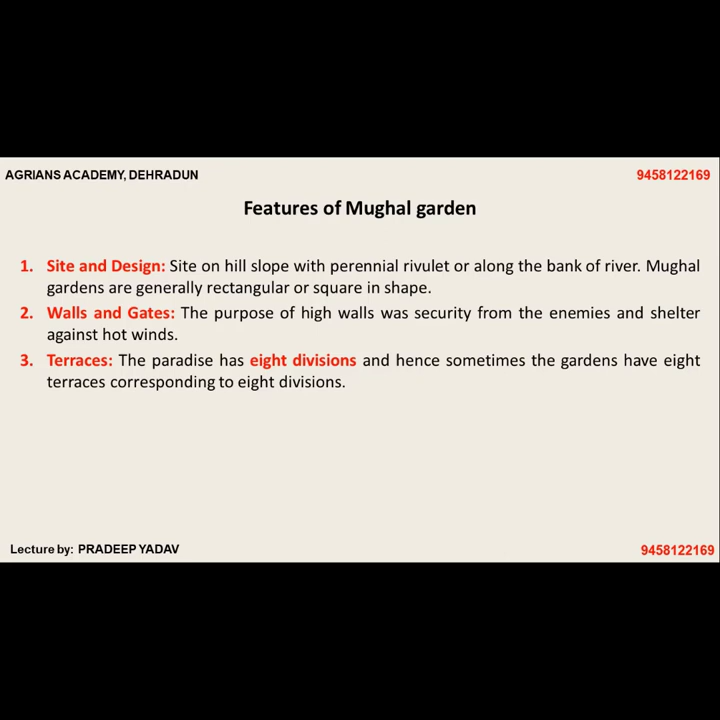 AGRIANS ACADEMY, DEHRADUN 9458122169
Features of Mughal garden
1. Site and Design: Site on hill slope with perennial rivulet or along the bank of river. Mughal
gardens are generally rectangular or square in shape.
2. Walls and Gates: The purpose of high walls was security from the enemies and shelter
against hot winds.
3. Terraces: The paradise has eight divisions and hence sometimes the gardens have eight
terraces corresponding to eight divisions.
Lecture by: PRADEEP YADAV 9458122169